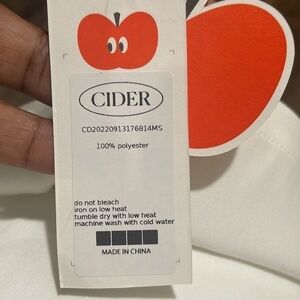 CIDER
CD20220913176814MS
100% polyester
do not bleach
iron on low heat
tumble dry with low heat
machine wash with cold water
MADE IN CHINA